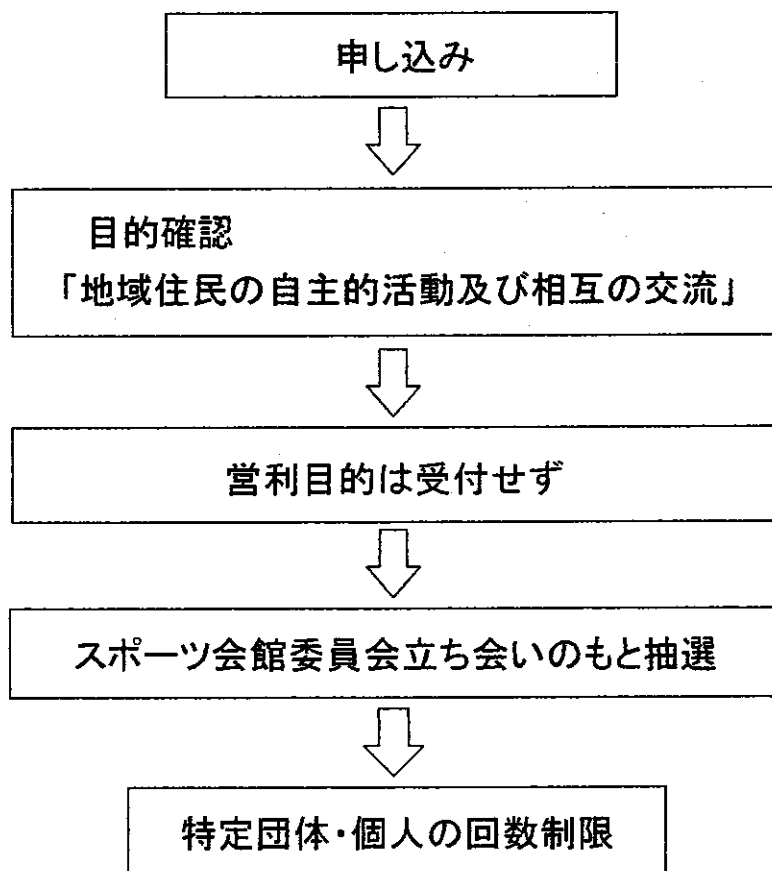 申し込み
目的確認
「地域住民の自主的活動及び相互の交流」
営利目的は受付せず
スポーツ会館委員会立ち会いのもと抽選
特定団体・個人の回数制限